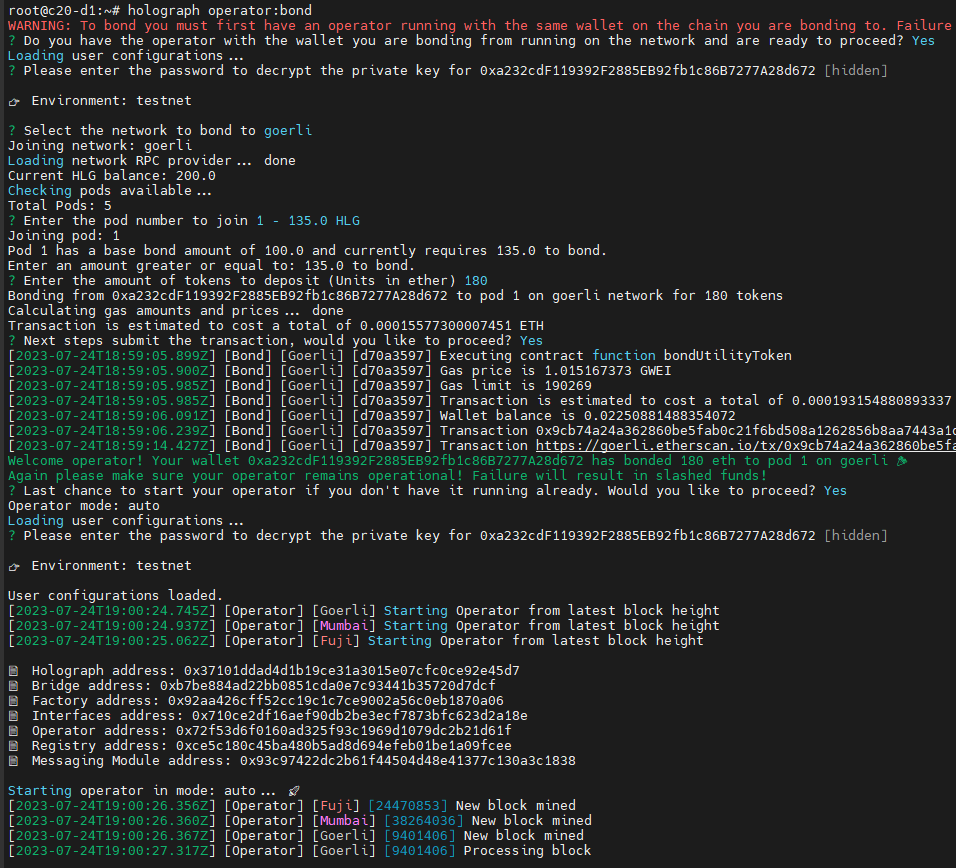 root@c20-d1:~# holograph operator:bond
WARNING: To bond you must first have an operator running with the same wallet on the chain you are bonding to. Failure
? Do you have the operator with the wallet you are bonding from running on the network and are ready to proceed? Yes
Loading user configurations...
? Please enter the password to decrypt the private key for 0xa232cdF119392F2885EB92fb1c86B7277A28d672 [hidden]
👉 Environment: testnet
? Select the network to bond to goerli
Joining network: goerli
Loading network RPC provider... done
Current HLG balance: 200.0
Checking pods available...
Total Pods: 5
? Enter the pod number to join 1 - 135.0 HLG
Joining pod: 1
Pod 1 has a base bond amount of 100.0 and currently requires 135.0 to bond.
Enter an amount greater or equal to: 135.0 to bond.
? Enter the amount of tokens to deposit (Units in ether) 180
Bonding from 0xa232cdF119392F2885EB92fb1c86B7277A28d672 to pod 1 on goerli network for 180 tokens
Calculating gas amounts and prices... done
Transaction is estimated to cost a total of 0.00015577300007451 ETH
? Next steps submit the transaction, would you like to proceed? Yes
[2023-07-24T18:59:05.899Z] [Bond] [Goerli] [d70a3597] Executing contract function bondUtilityToken
[2023-07-24T18:59:05.900Z] [Bond] [Goerli] [d70a3597] Gas price is 1.015167373 GWEI
[2023-07-24T18:59:05.985Z] [Bond] [Goerli] [d70a3597] Gas limit is 190269
[2023-07-24T18:59:05.985Z] [Bond] [Goerli] [d70a3597] Transaction is estimated to cost a total of 0.000193154880893337
[2023-07-24T18:59:06.091Z] [Bond] [Goerli] [d70a3597] Wallet balance is 0.02250881488354072
[2023-07-24T18:59:06.239Z] [Bond] [Goerli] [d70a3597] Transaction 0x9cb74a24a362860be5fab0c21f6bd508a1262856b8aa7443a1c
[2023-07-24T18:59:14.427Z] [Bond] [Goerli] [d70a3597] Transaction https://goerli.etherscan.io/tx/0x9cb74a24a362860be5fa
Welcome operator! Your wallet 0xa232cdF119392F2885EB92fb1c86B7277A28d672 has bonded 180 eth to pod 1 on goerli 🎉
Again please make sure your operator remains operational! Failure will result in slashed funds!
? Last chance to start your operator if you don't have it running already. Would you like to proceed? Yes
Operator mode: auto
Loading user configurations...
? Please enter the password to decrypt the private key for 0xa232cdF119392F2885EB92fb1c86B7277A28d672 [hidden]
👉 Environment: testnet
User configurations loaded.
[2023-07-24T19:00:24.745Z] [Operator] [Goerli] Starting Operator from latest block height
[2023-07-24T19:00:24.937Z] [Operator] [Mumbai] Starting Operator from latest block height
[2023-07-24T19:00:25.062Z] [Operator] [Fuji] Starting Operator from latest block height
📄 Holograph address: 0x37101ddad4d1b19ce31a3015e07cfc0ce92e45d7
📄 Bridge address: 0xb7be884ad22bb0851cda0e7c93441b35720d7dcf
📄 Factory address: 0x92aa426cff52cc19c1c7ce9002a56c0eb1870a06
📄 Interfaces address: 0x710ce2df16aef90db2be3ecf7873bfc623d2a18e
📄 Operator address: 0x72f53d6f0160ad325f93c1969d1079dc2b21d61f
📄 Registry address: 0xce5c180c45ba480b5ad8d694efeb01be1a09fcee
📄 Messaging Module address: 0x93c97422dc2b61f44504d48e41377c130a3c1838
Starting operator in mode: auto... 🚀
[2023-07-24T19:00:26.356Z] [Operator] [Fuji] [24470853] New block mined
[2023-07-24T19:00:26.360Z] [Operator] [Mumbai] [38264036] New block mined
[2023-07-24T19:00:26.367Z] [Operator] [Goerli] [9401406] New block mined
[2023-07-24T19:00:27.317Z] [Operator] [Goerli] [9401406] Processing block